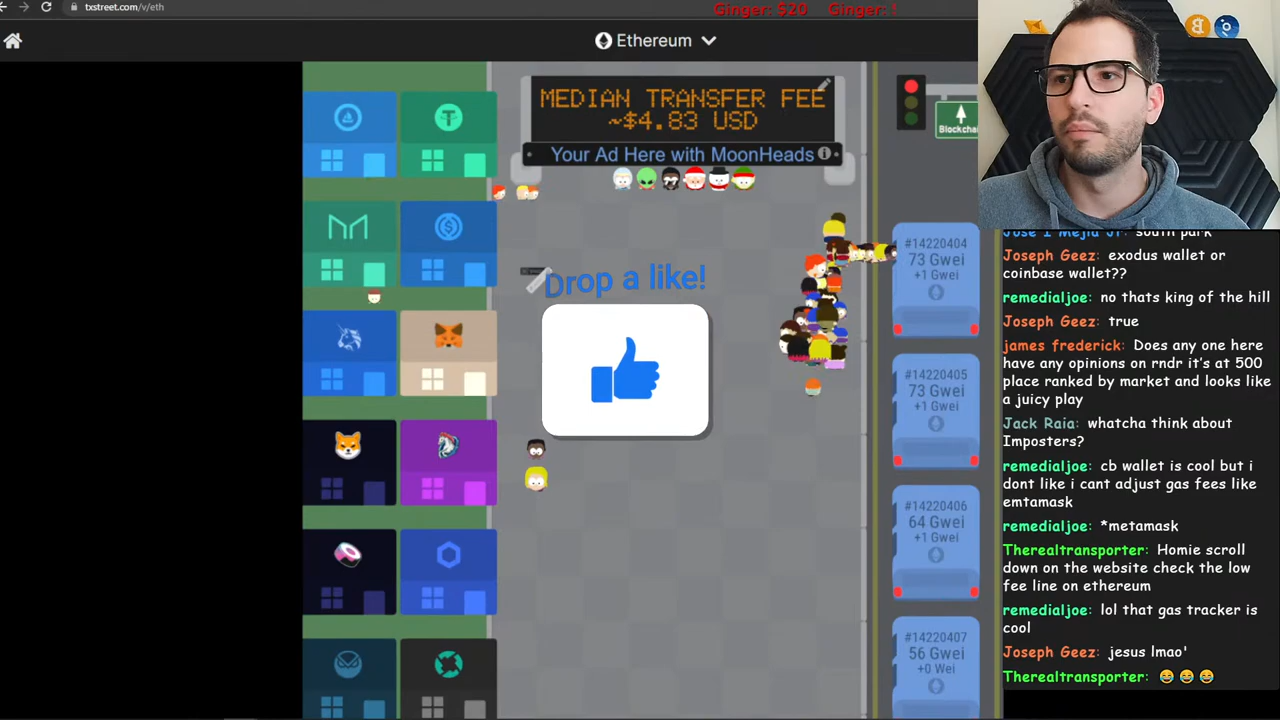 txstreet.com/v/eth
Ginger: $20 Ginger: !
Ethereum
MEDIAN TRANSFER FEE
~$4.83 USD
Your Ad Here with MoonHeads
Blockchai
Drop a like!
#14220404
73 Gwei
+1 Gwei
#14220405
73 Gwei
+1 Gwei
#14220406
64 Gwei
+1 Gwei
#14220407
56 Gwei
+0 Wei
Jose I Mejia Jr: south park
Joseph Geez: exodus wallet or
coinbase wallet??
remedialjoe: no thats king of the hill
Joseph Geez: true
james frederick: Does any one here
have any opinions on rndr it's at 500
place ranked by market and looks like
a juicy play
Jack Raia: whatcha think about
Imposters?
remedialjoe: cb wallet is cool but i
dont like i cant adjust gas fees like
emtamask
remedialjoe: *metamask
Therealtransporter: Homie scroll
down on the website check the low
fee line on ethereum
remedialjoe: lol that gas tracker is
cool
Joseph Geez: jesus lmao'
Therealtransporter: 😂😂😂